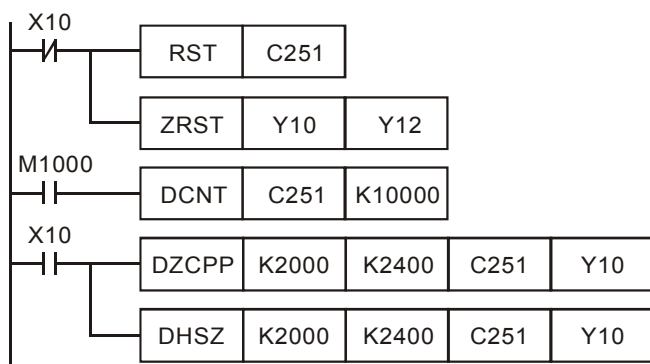 X10
RST C251
ZRST Y10 Y12
M1000
DCNT C251 K10000
X10
DZCPP K2000 K2400 C251 Y10
DHSZ K2000 K2400 C251 Y10